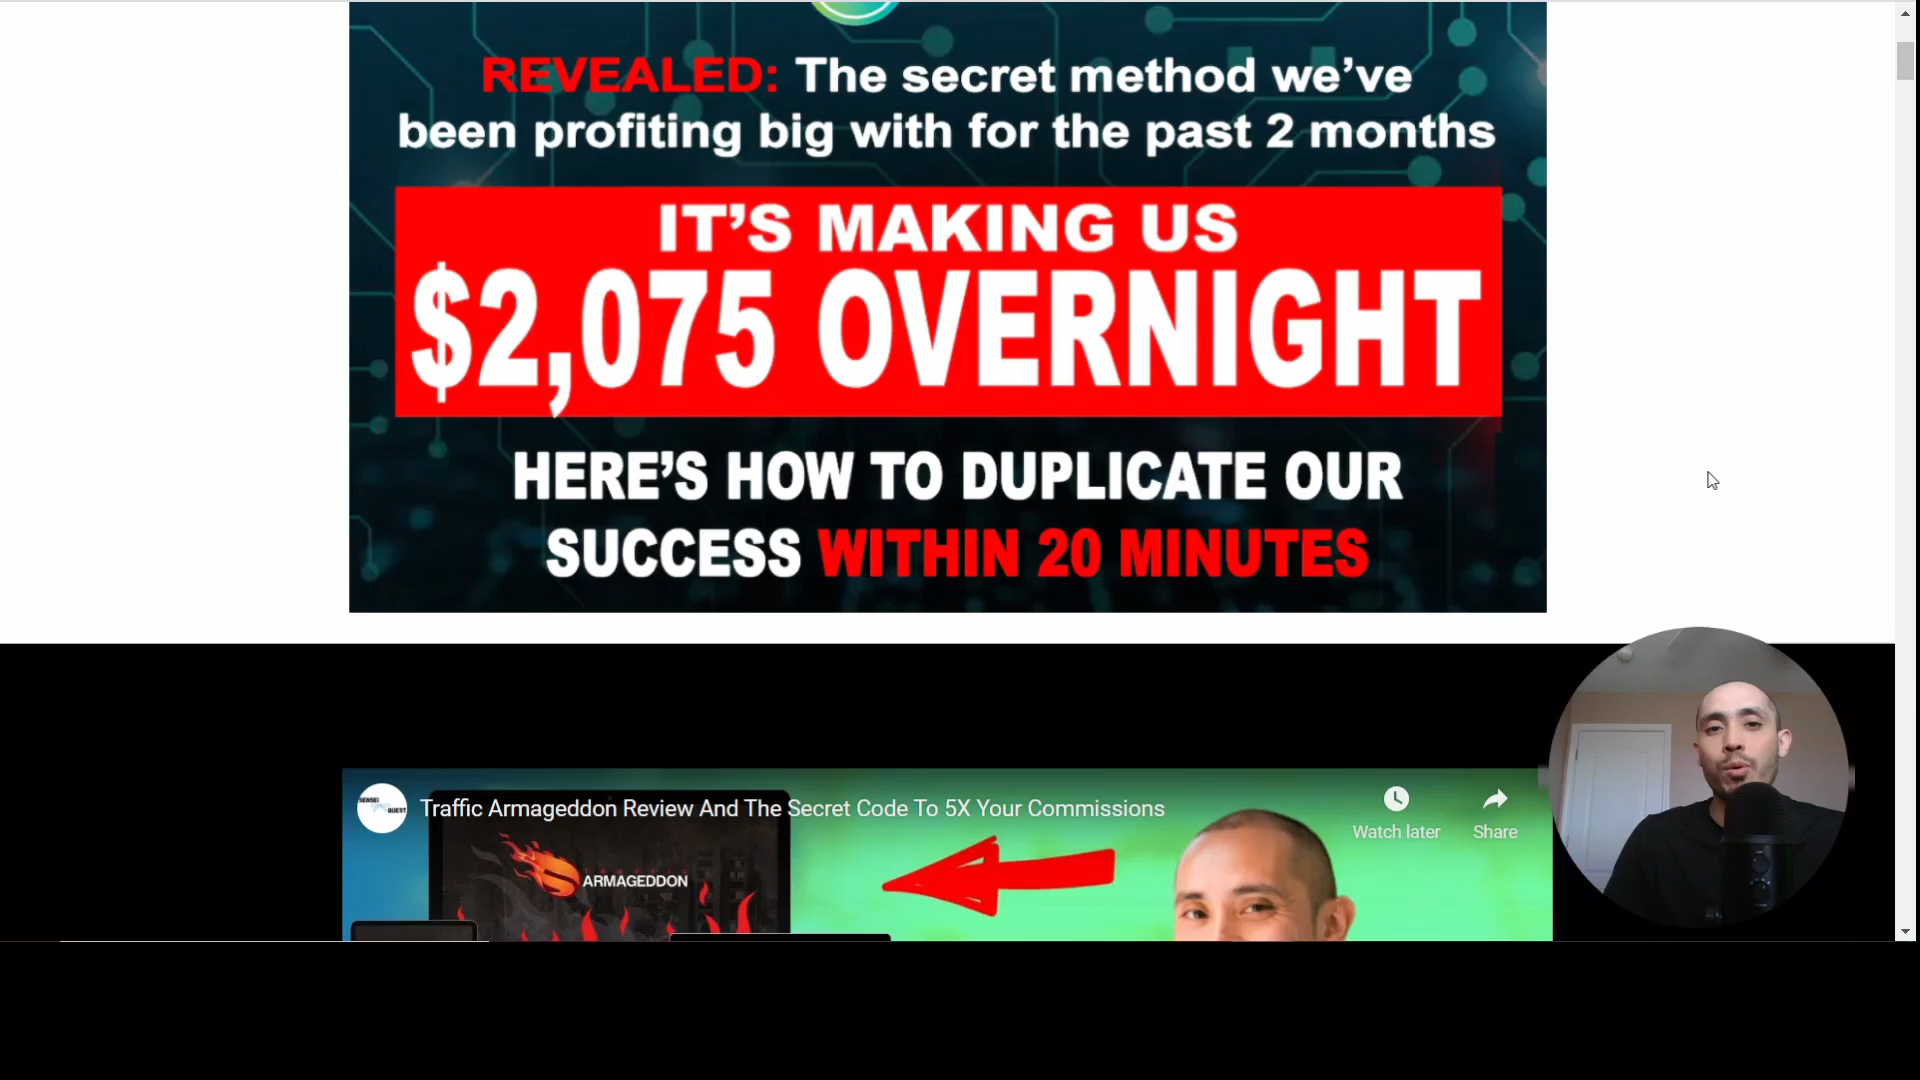 REVEALED: The secret method we’ve
been profiting big with for the past 2 months
IT’S MAKING US
$2,075 OVERNIGHT
HERE’S HOW TO DUPLICATE OUR
SUCCESS WITHIN 20 MINUTES
SENSEI
QUEST
Traffic Armageddon Review And The Secret Code To 5X Your Commissions
Watch later
Share
ARMAGEDDON